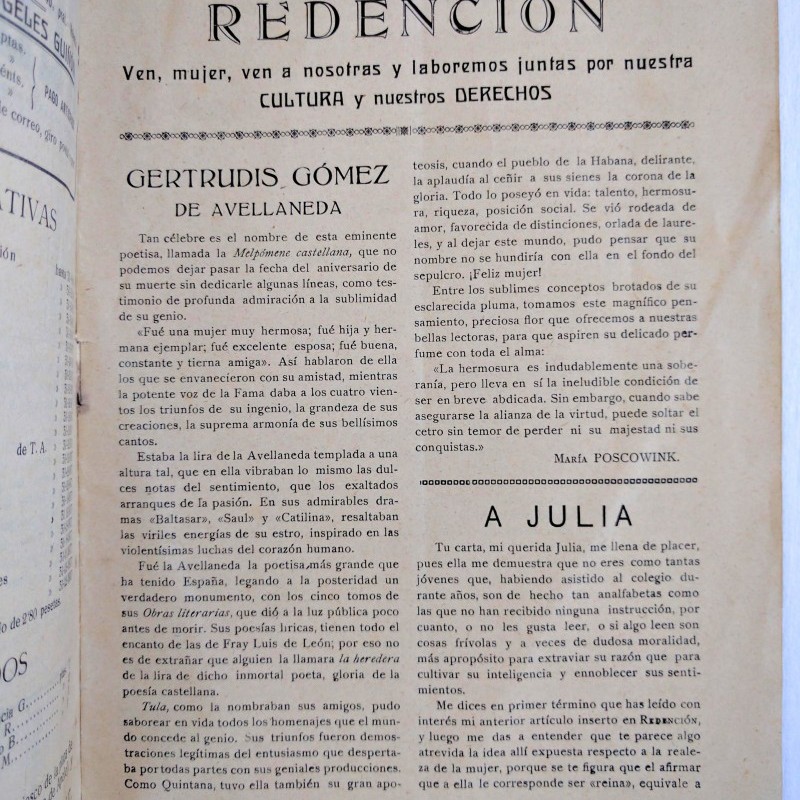 REDENCIÓN
Ven, mujer, ven a nosotras y laboremos juntas por nuestra
CULTURA y nuestros DERECHOS
GERTRUDIS GÓMEZ
DE AVELLANEDA
Tan célebre es el nombre de esta eminente
poetisa, llamada la Melpómene castellana, que no
podemos dejar pasar la fecha del aniversario de
su muerte sin dedicarle algunas líneas, como tes-
timonio de profunda admiración a la sublimidad
de su genio.
«Fué una mujer muy hermosa; fué hija y her-
mana ejemplar; fué excelente esposa; fué buena,
constante y tierna amiga». Así hablaron de ella
los que se envanecieron con su amistad, mientras
la potente voz de la Fama daba a los cuatro vien-
tos los triunfos de su ingenio, la grandeza de sus
creaciones, la suprema armonía de sus bellísimos
cantos.
Estaba la lira de la Avellaneda templada a una
altura tal, que en ella vibraban lo mismo las dul-
ces notas del sentimiento, que los exaltados
arranques de la pasión. En sus admirables dra-
mas «Baltasar», «Saul» y «Catilina», resaltaban
las viriles energías de su estro, inspirado en las
violentísimas luchas del corazón humano.
Fué la Avellaneda la poetisa más grande que
ha tenido España, legando a la posteridad un
verdadero monumento, con los cinco tomos de
sus Obras literarias, que dió a la luz pública poco
antes de morir. Sus poesías líricas, tienen todo el
encanto de las de Fray Luis de León; por eso no
es de extrañar que alguien la llamara la heredera
de la lira de dicho inmortal poeta, gloria de la
poesía castellana.
Tula, como la nombraban sus amigos, pudo
saborear en vida todos los homenajes que el mun-
do concede al genio. Sus triunfos fueron demos-
traciones legítimas del entusiasmo que desperta-
ba por todas partes con sus geniales producciones.
Como Quintana, tuvo ella también su gran apo-
teosis, cuando el pueblo de la Habana, delirante,
la aplaudía al ceñir a sus sienes la corona de la
gloria. Todo lo poseyó en vida: talento, hermosu-
ra, riqueza, posición social. Se vió rodeada de
amor, favorecida de distinciones, orlada de laure-
les, y al dejar este mundo, pudo pensar que su
nombre no se hundiría con ella en el fondo del
sepulcro. ¡Feliz mujer!
Entre los sublimes conceptos brotados de su
esclarecida pluma, tomamos este magnífico pen-
samiento, preciosa flor que ofrecemos a nuestras
bellas lectoras, para que aspiren su delicado per-
fume con toda el alma:
«La hermosura es indudablemente una sobe-
ranía, pero lleva en sí la ineludible condición de
ser en breve abdicada. Sin embargo, cuando sabe
asegurarse la alianza de la virtud, puede soltar el
cetro sin temor de perder ni su majestad ni sus
conquistas.»
María POSCOWINK.
A JULIA
Tu carta, mi querida Julia, me llena de placer,
pues ella me demuestra que no eres como tantas
jóvenes que, habiendo asistido al colegio du-
rante años, son de hecho tan analfabetas como
las que no han recibido ninguna instrucción, por
cuanto, o no les gusta leer, o si algo leen son
cosas frívolas y a veces de dudosa moralidad,
más apropósito para extraviar su razón que para
cultivar su inteligencia y ennoblecer sus senti-
mientos.
Me dices en primer término que has leído con
interés mi anterior artículo inserto en REDENCIÓN,
y luego me das a entender que te parece algo
atrevida la idea allí expuesta respecto a la reale-
za de la mujer, porque se te figura que el afirmar
que a ella le corresponde ser «reina», equivale a